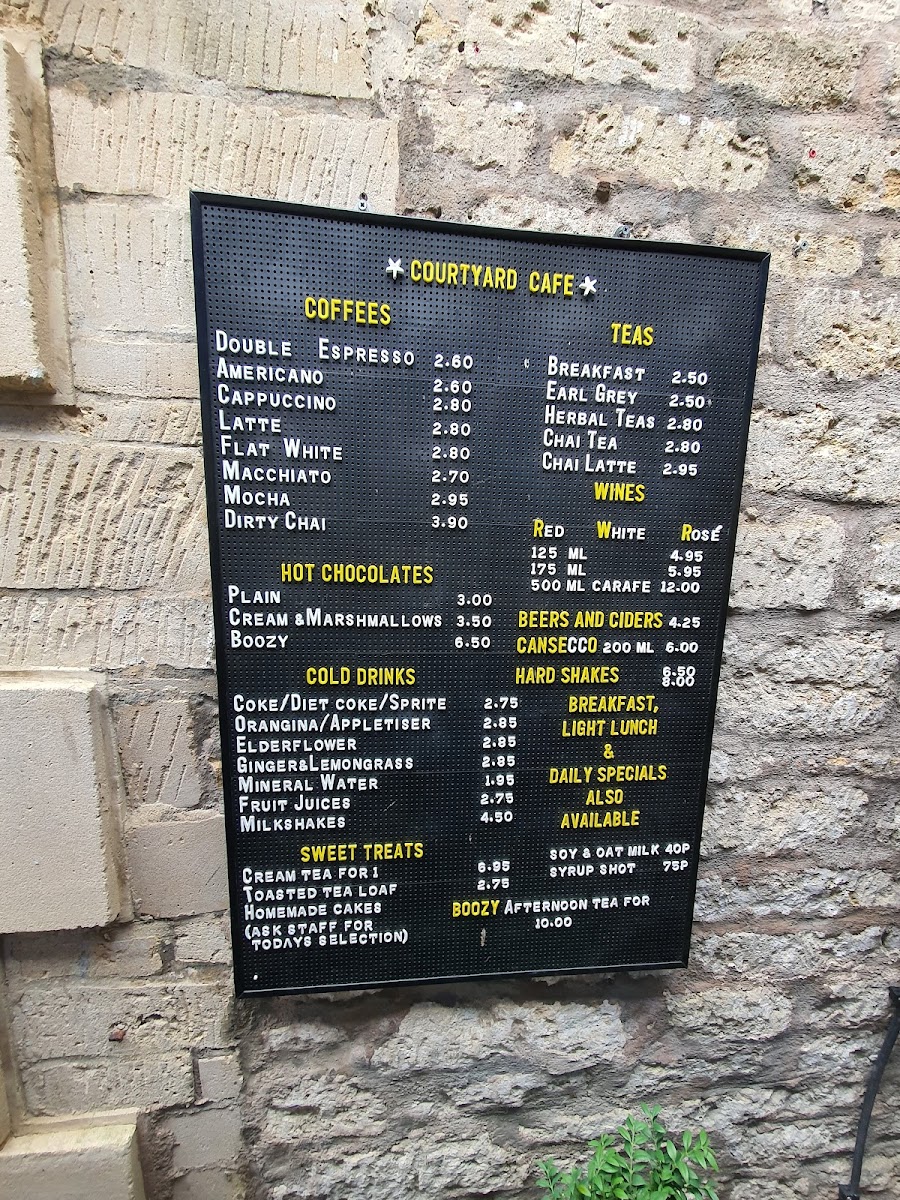 COURTYARD CAFE
COFFEES
DOUBLE ESPRESSO 2.60
AMERICANO 2.60
CAPPUCCINO 2.80
LATTE 2.80
FLAT WHITE 2.80
MACCHIATO 2.70
MOCHA 2.95
DIRTY CHAI 3.90
HOT CHOCOLATES
PLAIN 3.00
CREAM & MARSHMALLOWS 3.50
BOOZY 6.50
COLD DRINKS
COKE/DIET COKE/SPRITE 2.75
ORANGINA/APPLETISER 2.85
ELDERFLOWER 2.85
GINGER&LEMONGRASS 2.85
MINERAL WATER 1.95
FRUIT JUICES 2.75
MILKSHAKES 4.50
SWEET TREATS
CREAM TEA FOR 1 6.95
TOASTED TEA LOAF 2.75
HOMEMADE CAKES
(ASK STAFF FOR
TODAYS SELECTION)
TEAS
BREAKFAST 2.50
EARL GREY 2.50
HERBAL TEAS 2.80
CHAI TEA 2.80
CHAI LATTE 2.95
WINES
RED WHITE ROSÉ
125 ML 4.95
175 ML 5.95
500 ML CARAFE 12.00
BEERS AND CIDERS 4.25
CANSECCO 200 ML 6.00
HARD SHAKES 6.50
8.00
BREAKFAST,
LIGHT LUNCH
&
DAILY SPECIALS
ALSO
AVAILABLE
SOY & OAT MILK 40P
SYRUP SHOT 75P
BOOZY AFTERNOON TEA FOR
10.00